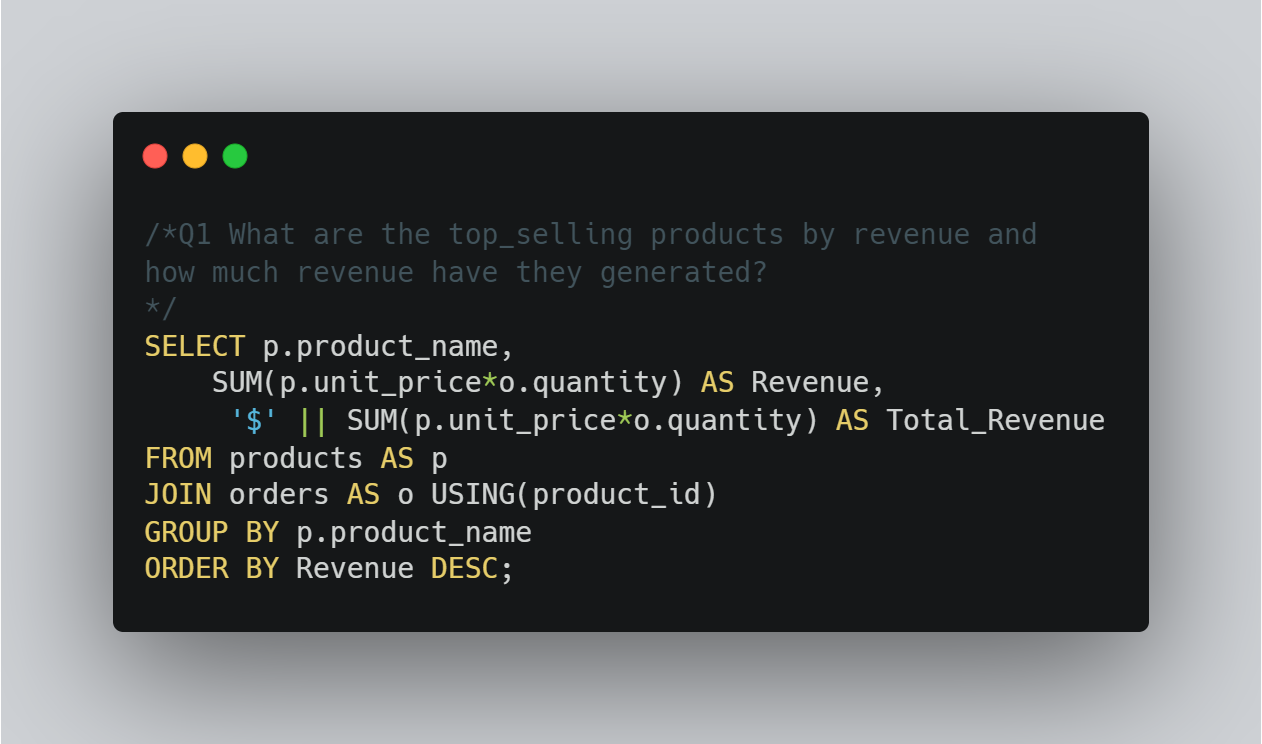 /*Q1 What are the top_selling products by revenue and
how much revenue have they generated?
*/
SELECT p.product_name,
    SUM(p.unit_price*o.quantity) AS Revenue,
     '$' || SUM(p.unit_price*o.quantity) AS Total_Revenue
FROM products AS p
JOIN orders AS o USING(product_id)
GROUP BY p.product_name
ORDER BY Revenue DESC;